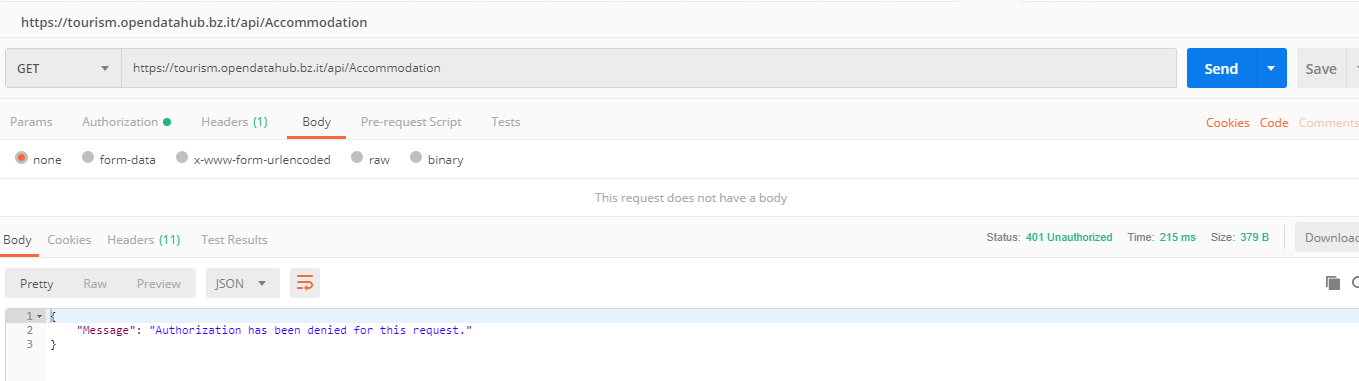 https://tourism.opendatahub.bz.it/api/Accommodation
GET https://tourism.opendatahub.bz.it/api/Accommodation Send Save
Params Authorization Headers (1) Body Pre-request Script Tests Cookies Code Comments
none form-data x-www-form-urlencoded raw binary
This request does not have a body
Body Cookies Headers (11) Test Results Status: 401 Unauthorized Time: 215 ms Size: 379 B Download
Pretty Raw Preview JSON
1 {
2 "Message": "Authorization has been denied for this request."
3 }